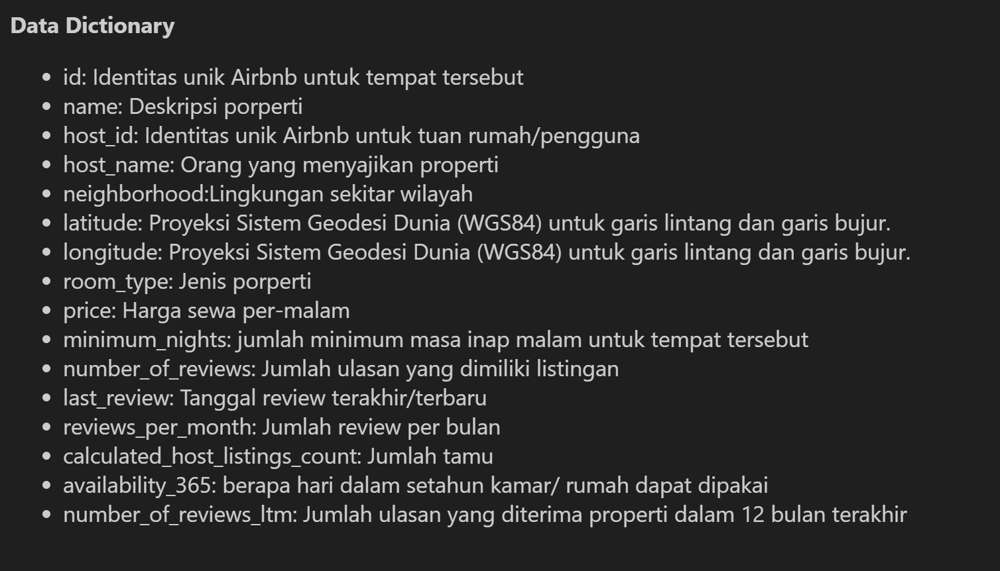 Data Dictionary
• id: Identitas unik Airbnb untuk tempat tersebut
• name: Deskripsi porperti
• host_id: Identitas unik Airbnb untuk tuan rumah/pengguna
• host_name: Orang yang menyajikan properti
• neighborhood:Lingkungan sekitar wilayah
• latitude: Proyeksi Sistem Geodesi Dunia (WGS84) untuk garis lintang dan garis bujur.
• longitude: Proyeksi Sistem Geodesi Dunia (WGS84) untuk garis lintang dan garis bujur.
• room_type: Jenis porperti
• price: Harga sewa per-malam
• minimum_nights: jumlah minimum masa inap malam untuk tempat tersebut
• number_of_reviews: Jumlah ulasan yang dimiliki listingan
• last_review: Tanggal review terakhir/terbaru
• reviews_per_month: Jumlah review per bulan
• calculated_host_listings_count: Jumlah tamu
• availability_365: berapa hari dalam setahun kamar/ rumah dapat dipakai
• number_of_reviews_ltm: Jumlah ulasan yang diterima properti dalam 12 bulan terakhir